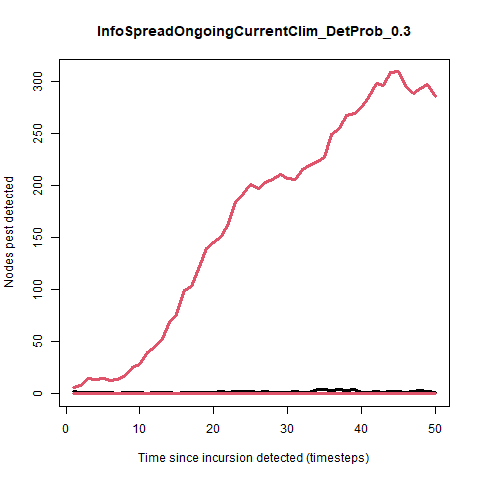 InfoSpreadOngoingCurrentClim_DetProb_0.3
Nodes pest detected
300
250
200
150
100
50
0
0 10 20 30 40 50
Time since incursion detected (timesteps)